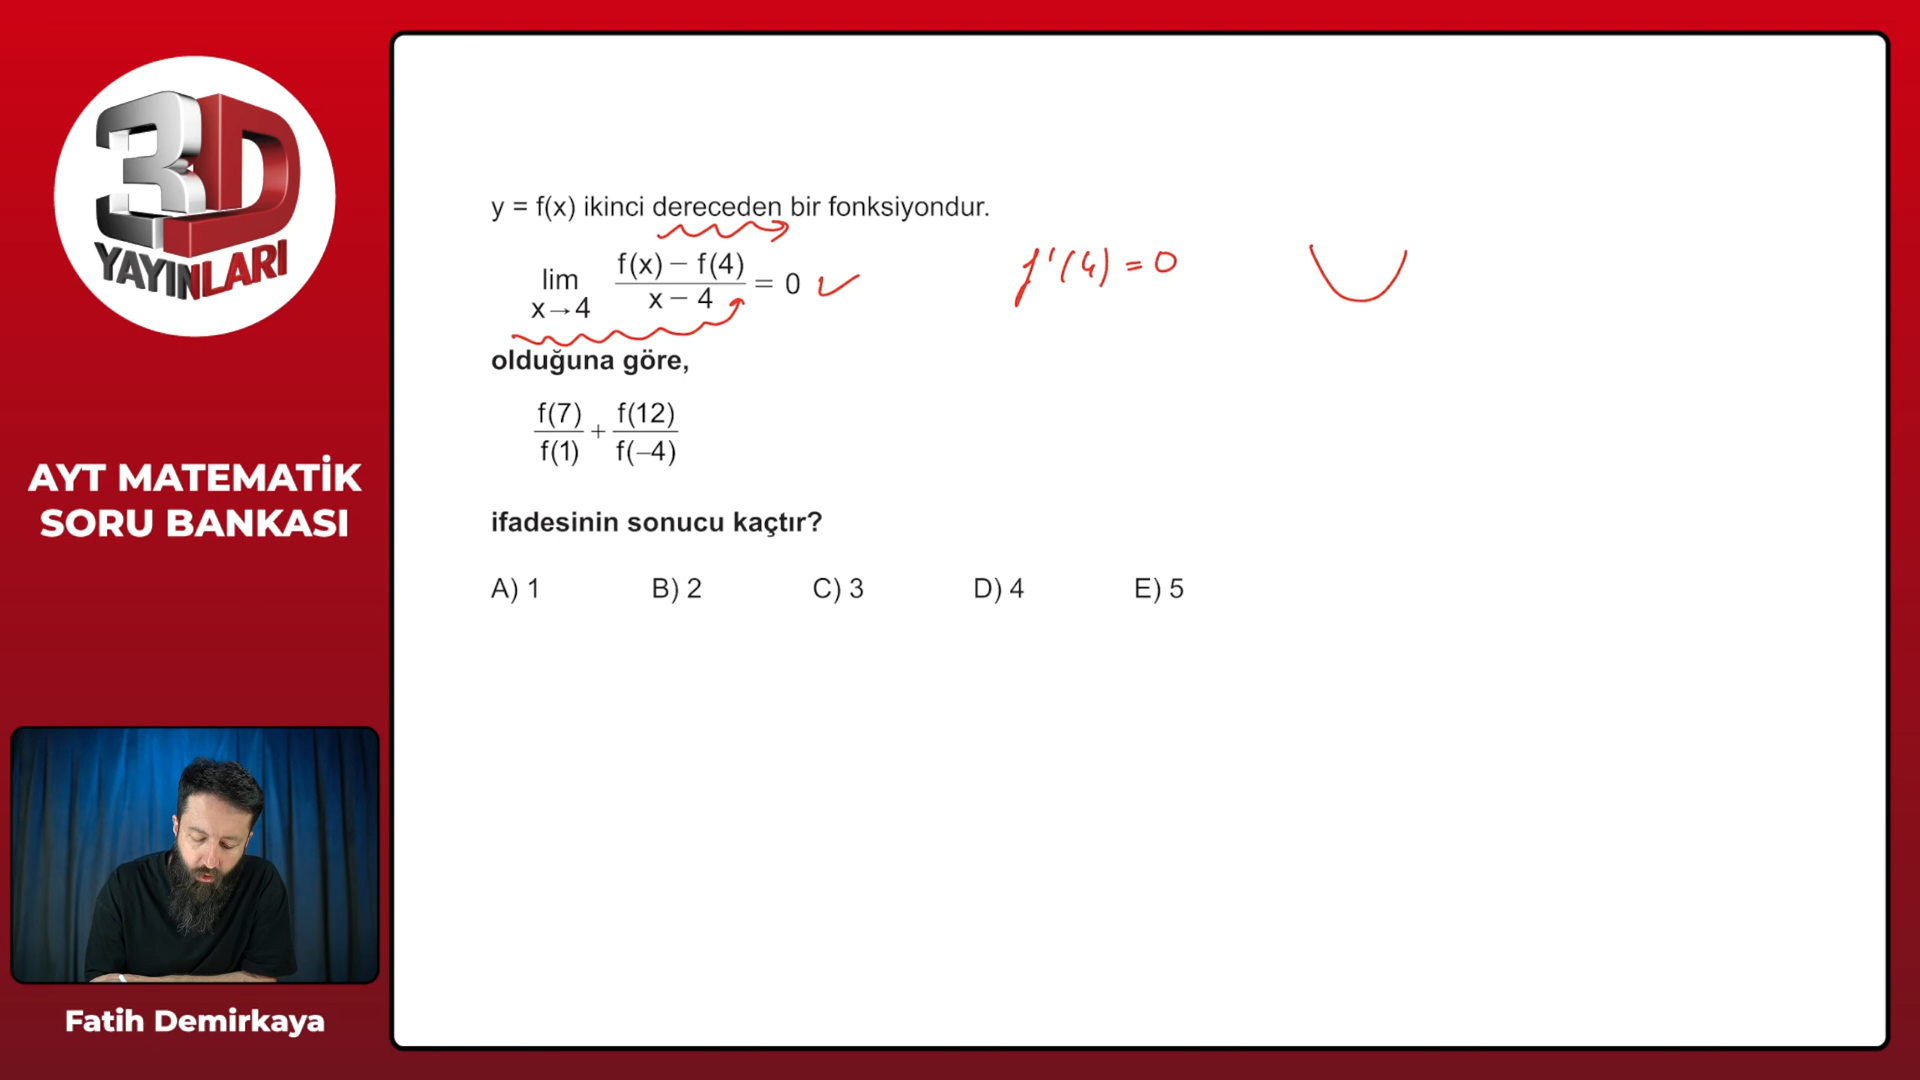 3D
YAYINLARI
AYT MATEMATİK
SORU BANKASI
Fatih Demirkaya
y = f(x) ikinci dereceden bir fonksiyondur.
lim x→4 (f(x) – f(4))/(x – 4) = 0
f'(4) = 0
olduğuna göre,
f(7)/f(1) + f(12)/f(–4)
ifadesinin sonucu kaçtır?
A) 1 B) 2 C) 3 D) 4 E) 5